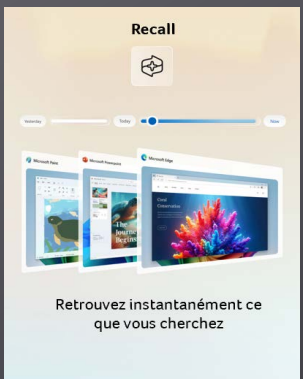 Recall
Yesterday
Today
Now
Microsoft Paint
Microsoft Powerpoint
Microsoft Edge
Coral
Conservation
The
Journey
Begins
Retrouvez instantanément ce
que vous cherchez